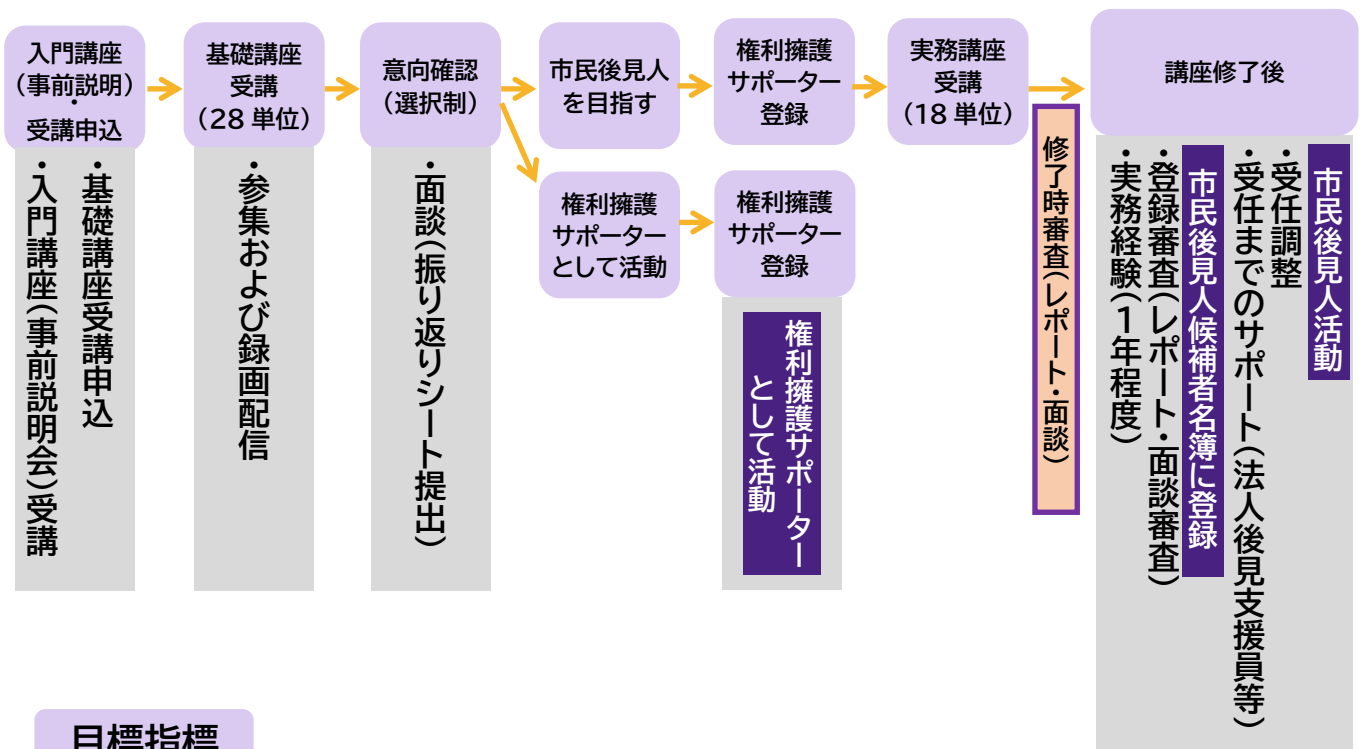 入門講座
(事前説明)
・
受講申込
基礎講座
受講
(28単位)
意向確認
(選択制)
市民後見人
を目指す
権利擁護
サポーター
登録
実務講座
受講
(18単位)
講座修了後
権利擁護
サポーター
として活動
権利擁護
サポーター
登録
・入門講座(事前説明会)受講
・基礎講座受講申込
・参集および録画配信
・面談(振り返りシート提出)
権利擁護サポーター
として活動
修了時審査(レポート・面談)
・実務経験(1年程度)
・登録審査(レポート・面談審査)
市民後見人候補者名簿に登録
・受任までのサポート(法人後見支援員等)
・受任調整
市民後見人活動
目標指標